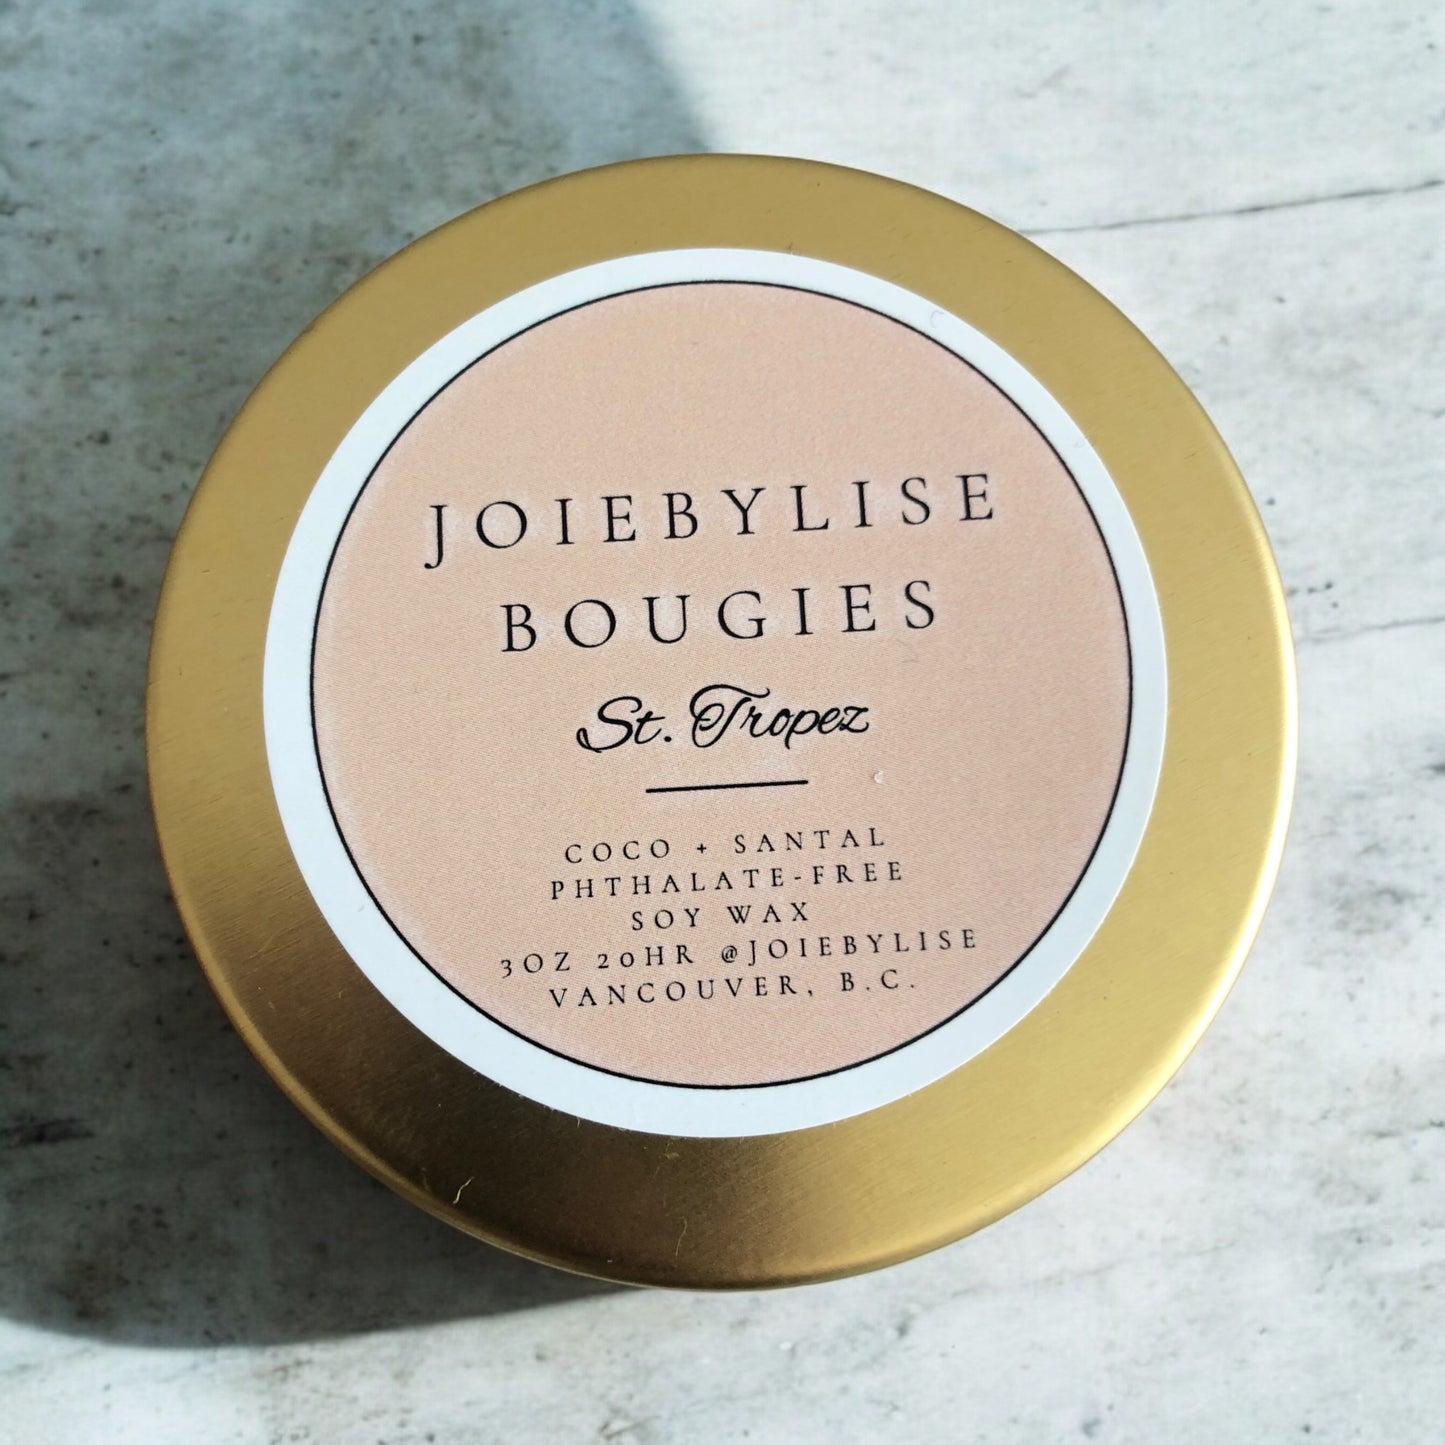 JOIEBYLISE
BOUGIES
St. Tropez
COCO + SANTAL
PHTHALATE-FREE
SOY WAX
3OZ 20HR @JOIEBYLISE
VANCOUVER, B.C.